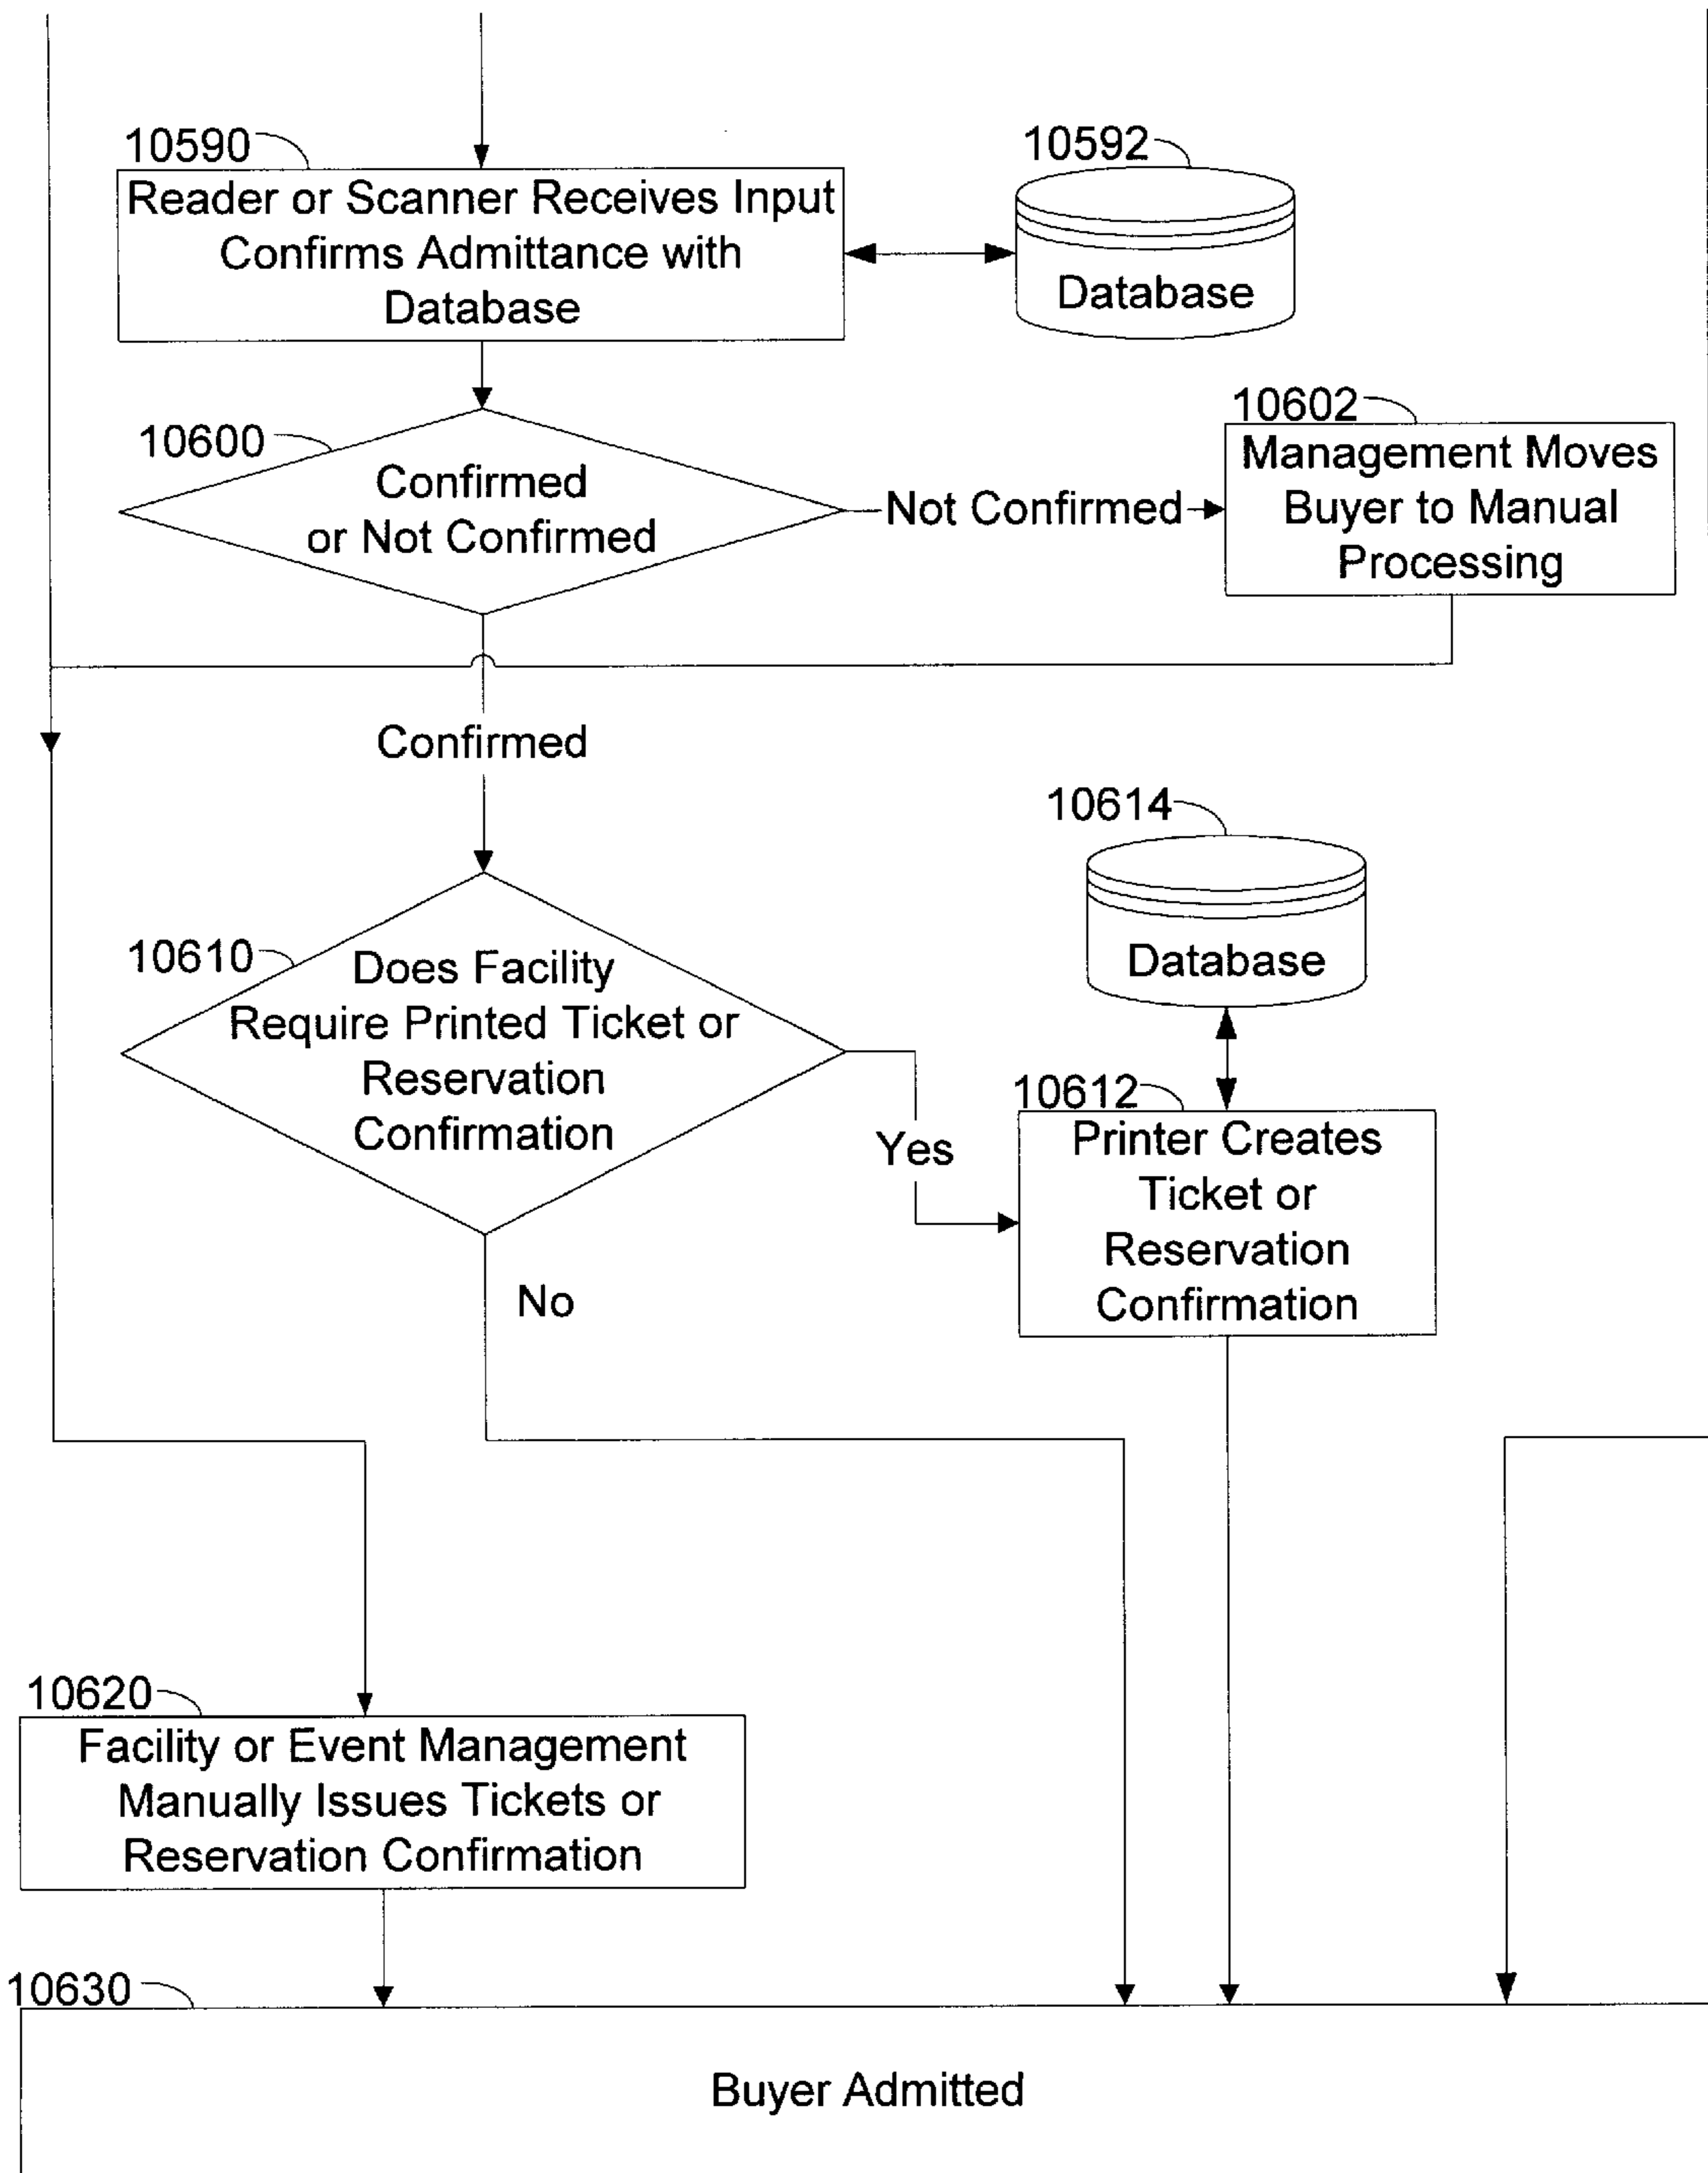 10590
Reader or Scanner Receives Input
Confirms Admittance with
Database
10592
Database
10600
Confirmed
or Not Confirmed
Not Confirmed
10602
Management Moves
Buyer to Manual
Processing
Confirmed
10610
Does Facility
Require Printed Ticket or
Reservation
Confirmation
Yes
No
10614
Database
10612
Printer Creates
Ticket or
Reservation
Confirmation
10620
Facility or Event Management
Manually Issues Tickets or
Reservation Confirmation
10630
Buyer Admitted